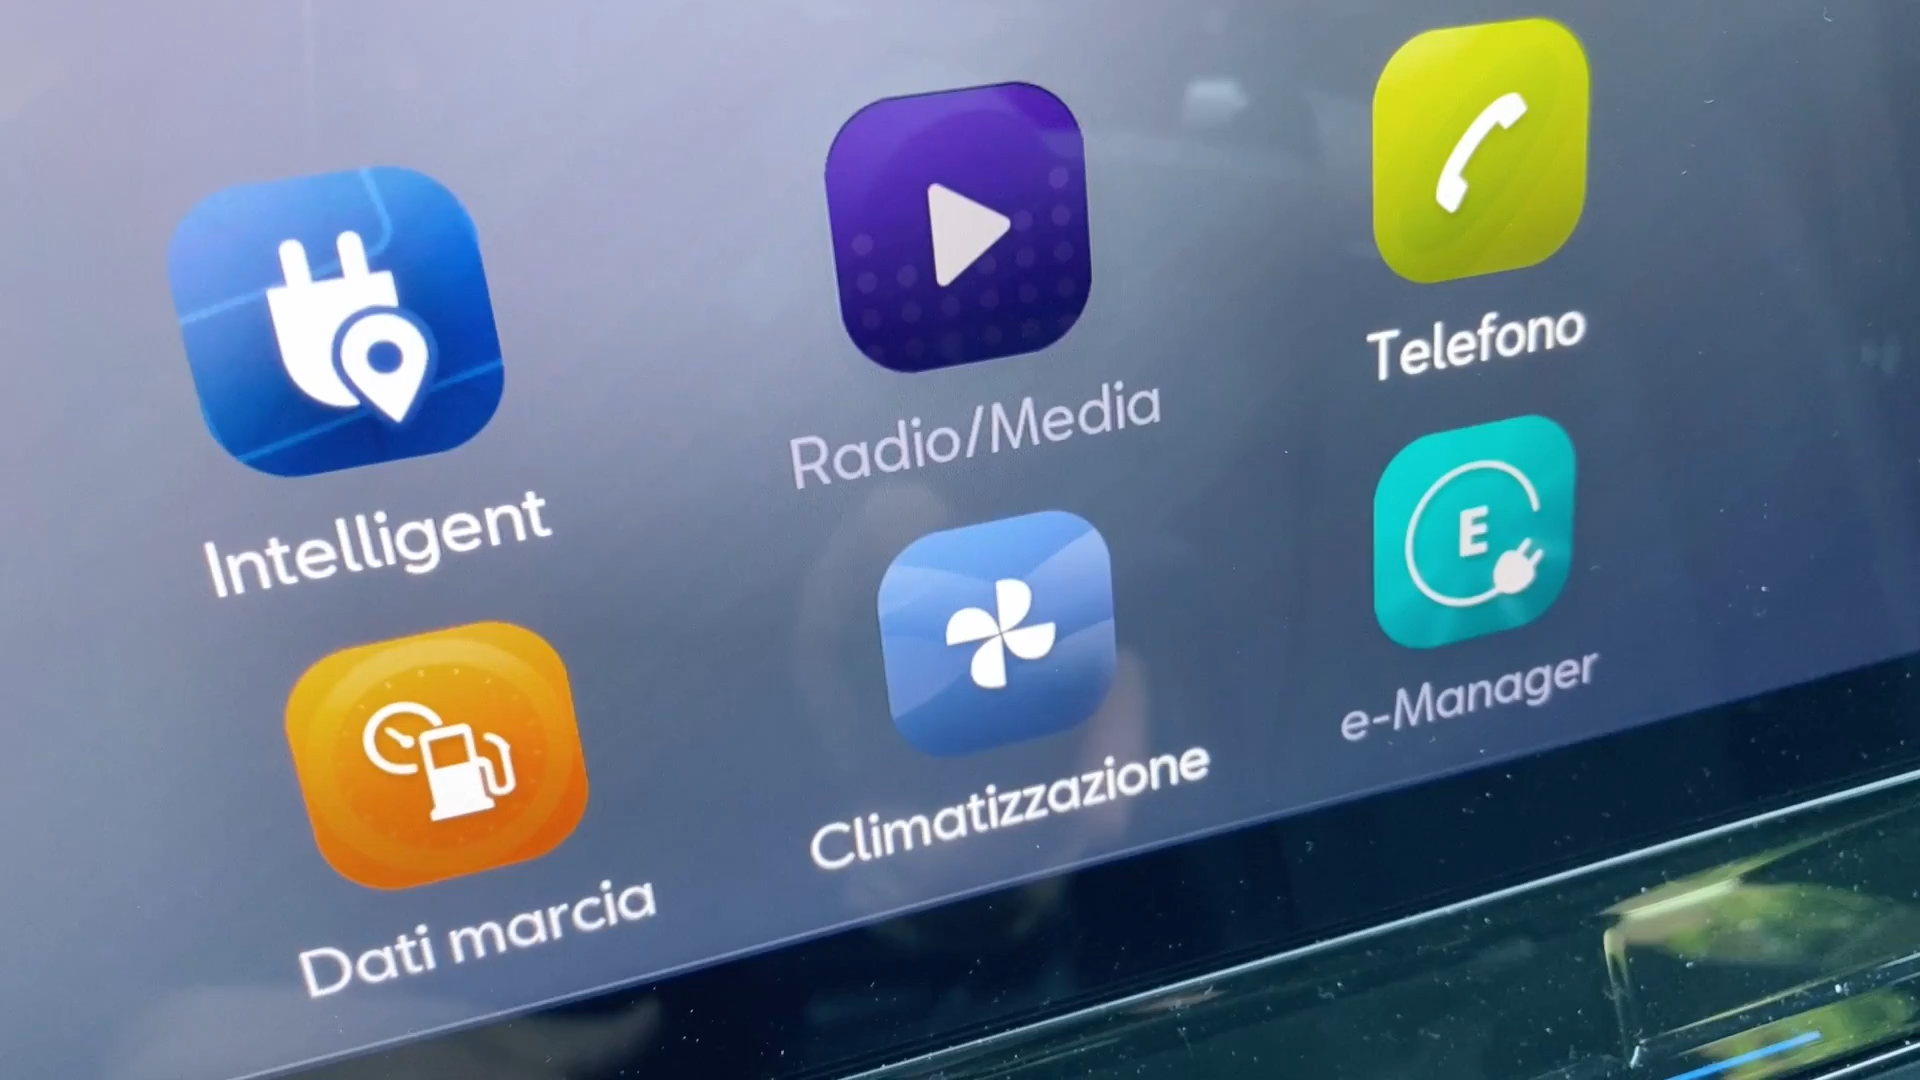 Intelligent
Radio/Media
Telefono
Dati marcia
Climatizzazione
E
e-Manager